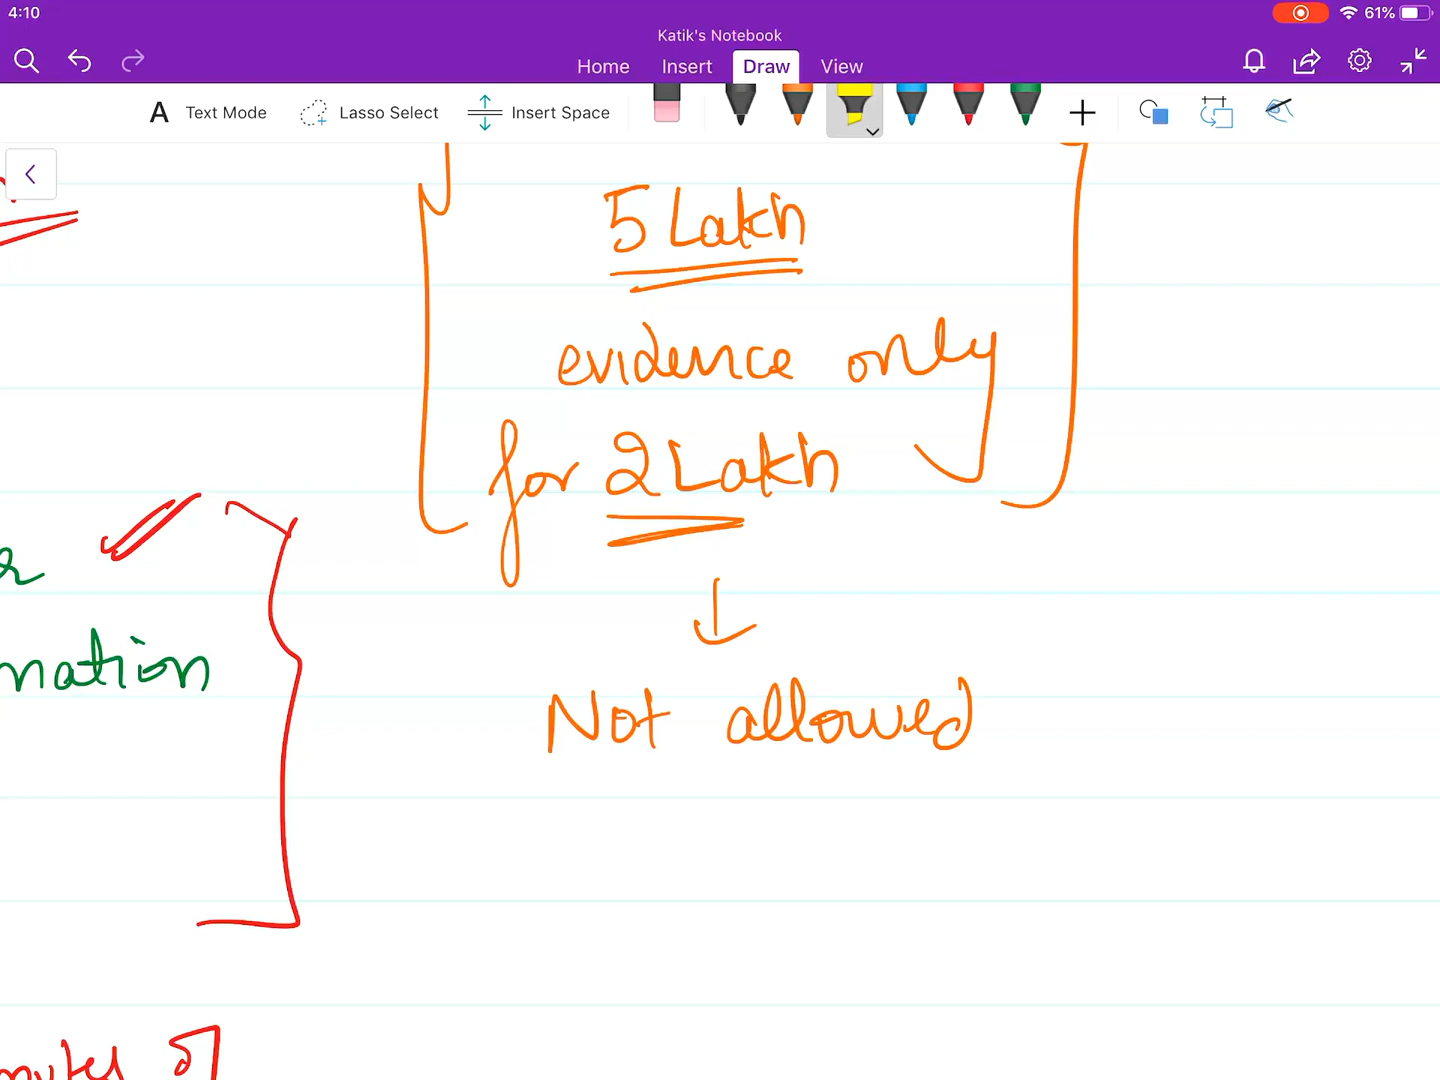 4:10
61%
Katik's Notebook
Home Insert Draw View
A Text Mode Lasso Select Insert Space
5 Lakh
evidence only
for 2 Lakh
Not allowed
nation
of